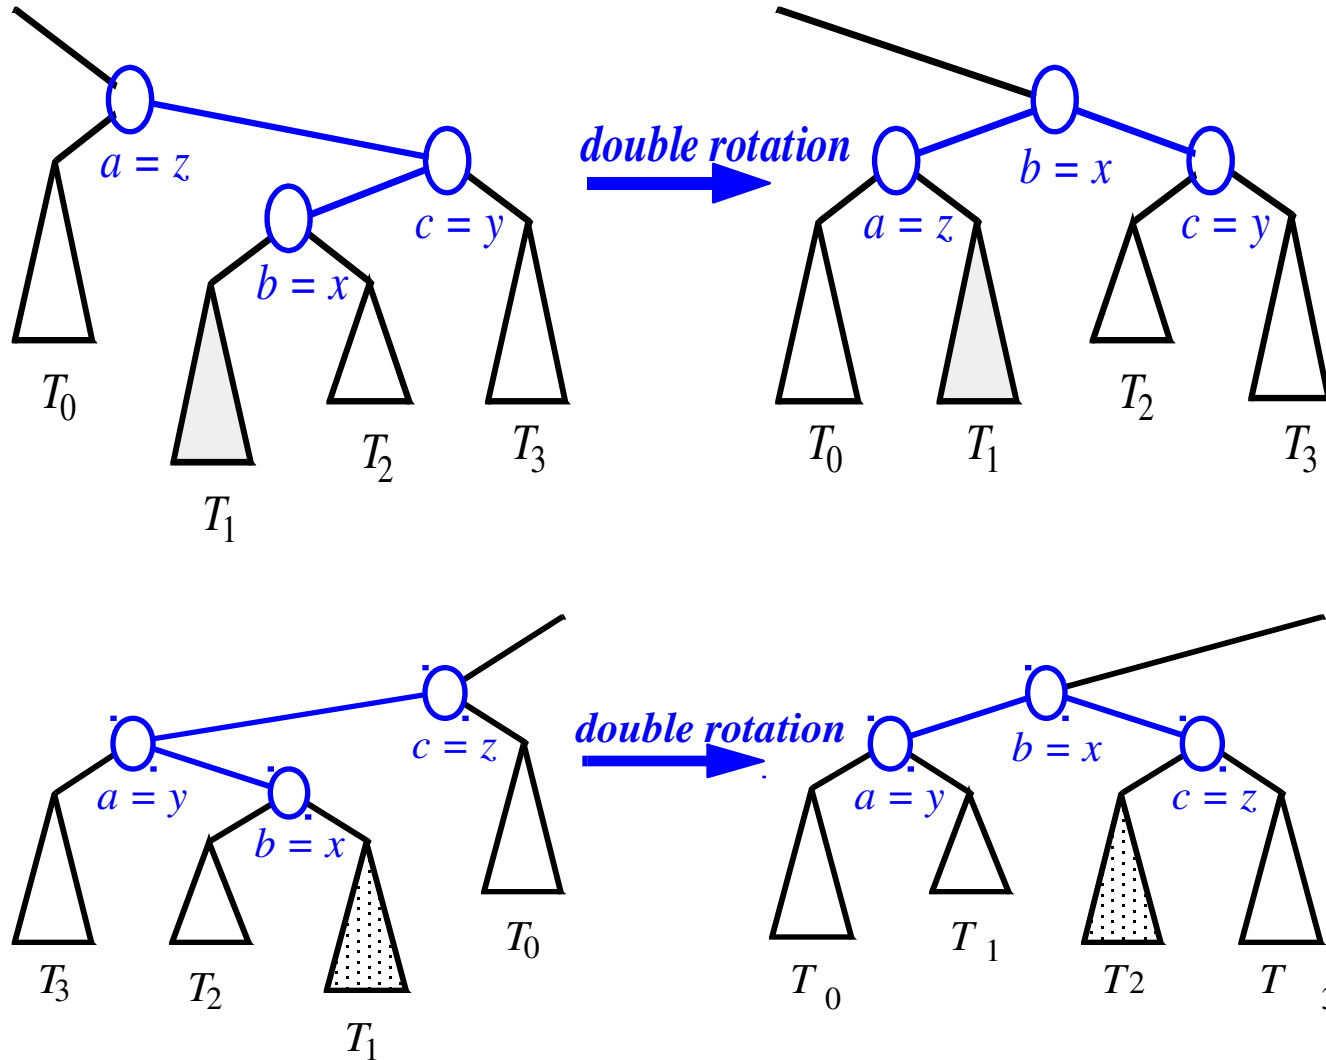 double rotation
a = z
b = x
c = y
T0
T1
T2
T3
b = x
a = z
c = y
T0
T1
T2
T3
double rotation
c = z
a = y
b = x
T3
T2
T1
T0
b = x
a = y
c = z
T0
T1
T2
T3